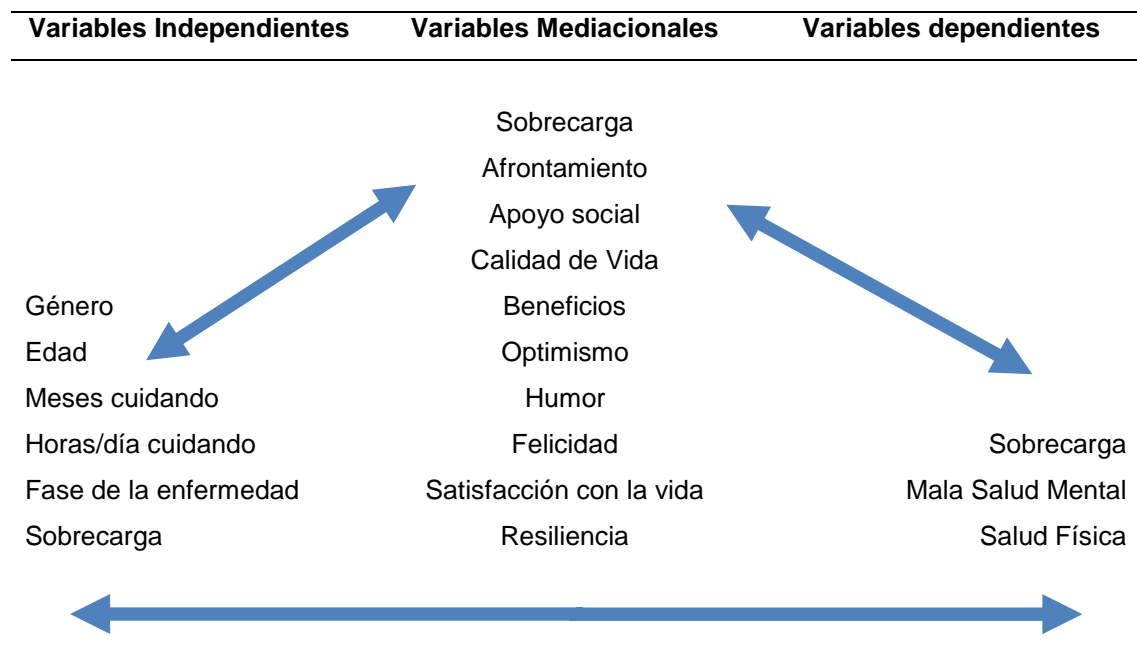 Variables Independientes Variables Mediacionales Variables dependientes
Sobrecarga
Afrontamiento
Apoyo social
Calidad de Vida
Género Beneficios
Edad Optimismo
Meses cuidando Humor
Horas/día cuidando Felicidad Sobrecarga
Fase de la enfermedad Satisfacción con la vida Mala Salud Mental
Sobrecarga Resiliencia Salud Física